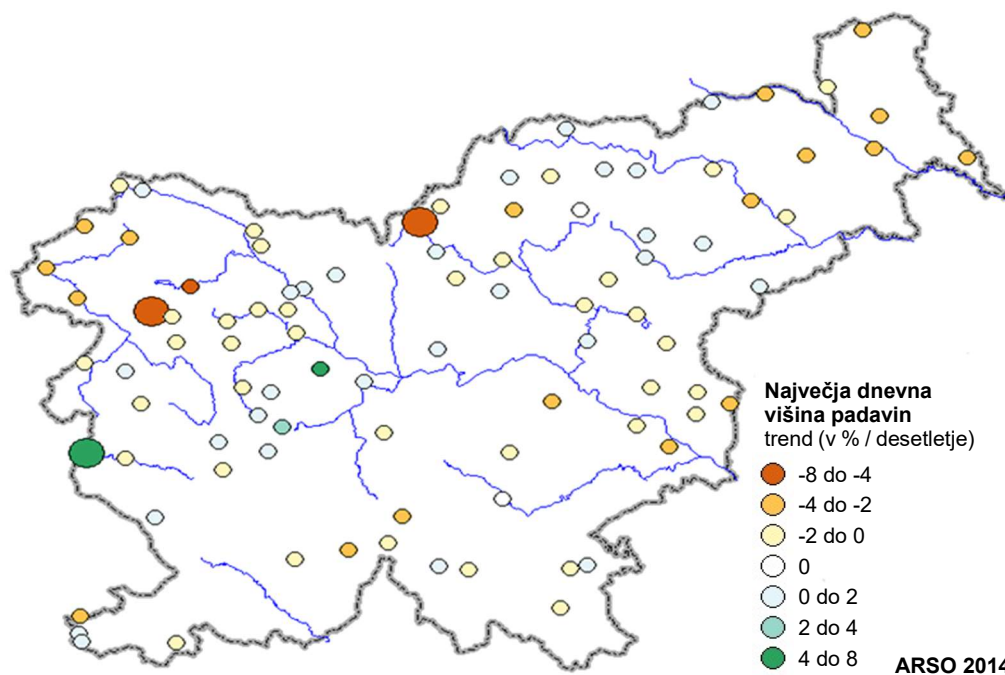 Največja dnevna
višina padavin
trend (v % / desetletje)
-8 do -4
-4 do -2
-2 do 0
0
0 do 2
2 do 4
4 do 8
ARSO 2014